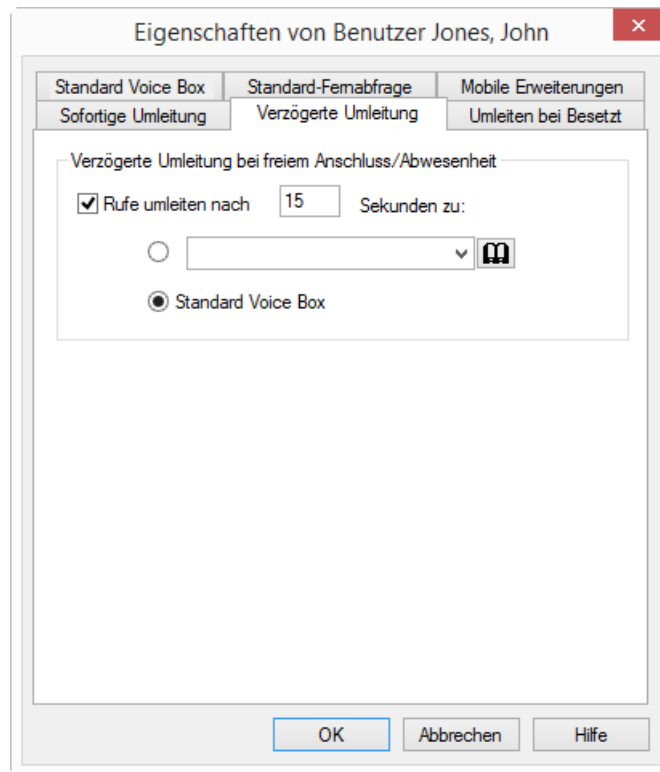 Eigenschaften von Benutzer Jones, John
Standard Voice Box
Standard-Fernabfrage
Mobile Erweiterungen
Sofortige Umleitung
Verzögerte Umleitung
Umleiten bei Besetzt
Verzögerte Umleitung bei freiem Anschluss/Abwesenheit
Rufe umleiten nach 15 Sekunden zu:
Standard Voice Box
OK
Abbrechen
Hilfe